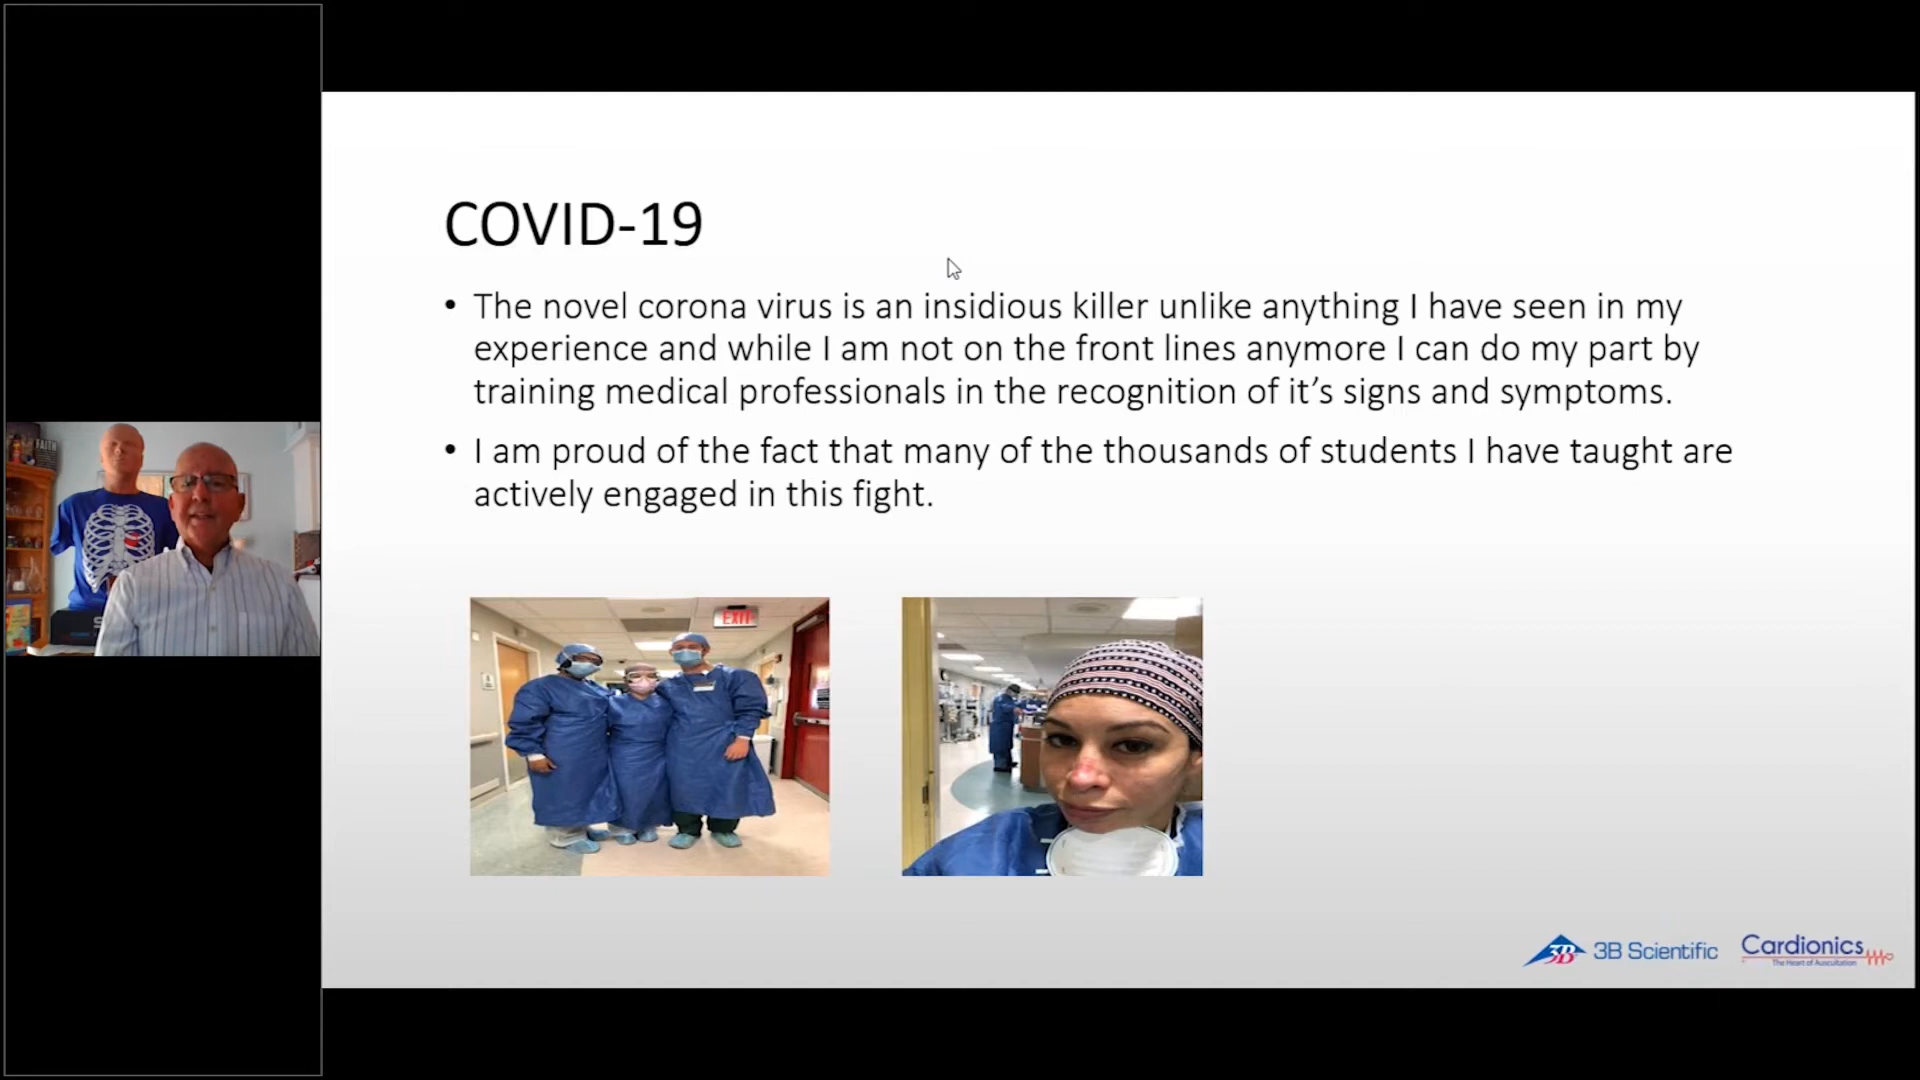 COVID-19
• The novel corona virus is an insidious killer unlike anything I have seen in my
experience and while I am not on the front lines anymore I can do my part by
training medical professionals in the recognition of it’s signs and symptoms.
• I am proud of the fact that many of the thousands of students I have taught are
actively engaged in this fight.
FAITH
EXIT
3B 3B Scientific
Cardionics
The Heart of Auscultation